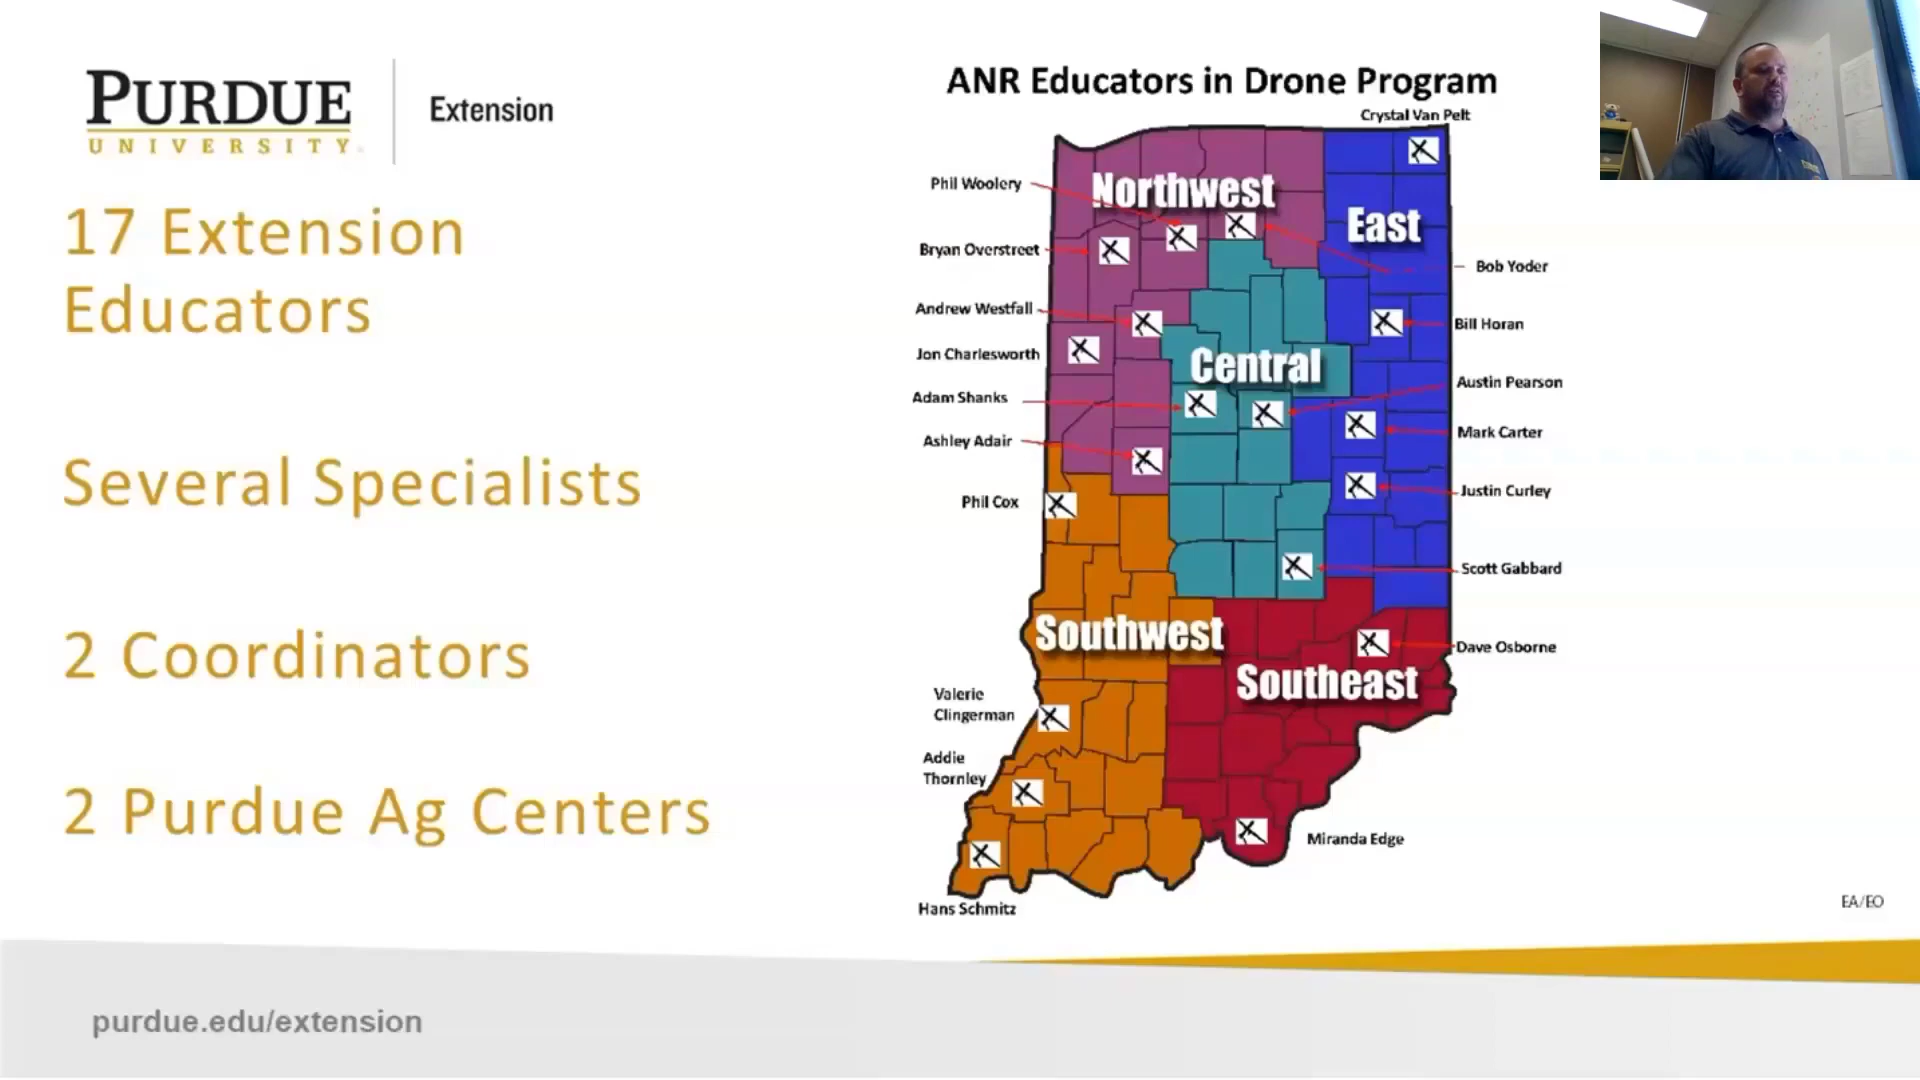 PURDUE
UNIVERSITY
Extension
17 Extension
Educators
Several Specialists
2 Coordinators
2 Purdue Ag Centers
ANR Educators in Drone Program
Crystal Van Pelt
Phil Woolery
Northwest
East
Bryan Overstreet
Bob Yoder
Andrew Westfall
Bill Horan
Jon Charlesworth
Central
Austin Pearson
Adam Shanks
Mark Carter
Ashley Adair
Justin Curley
Phil Cox
Scott Gabbard
Southwest
Dave Osborne
Southeast
Valerie
Clingerman
Addie
Thornley
Miranda Edge
Hans Schmitz
EA/EO
purdue.edu/extension